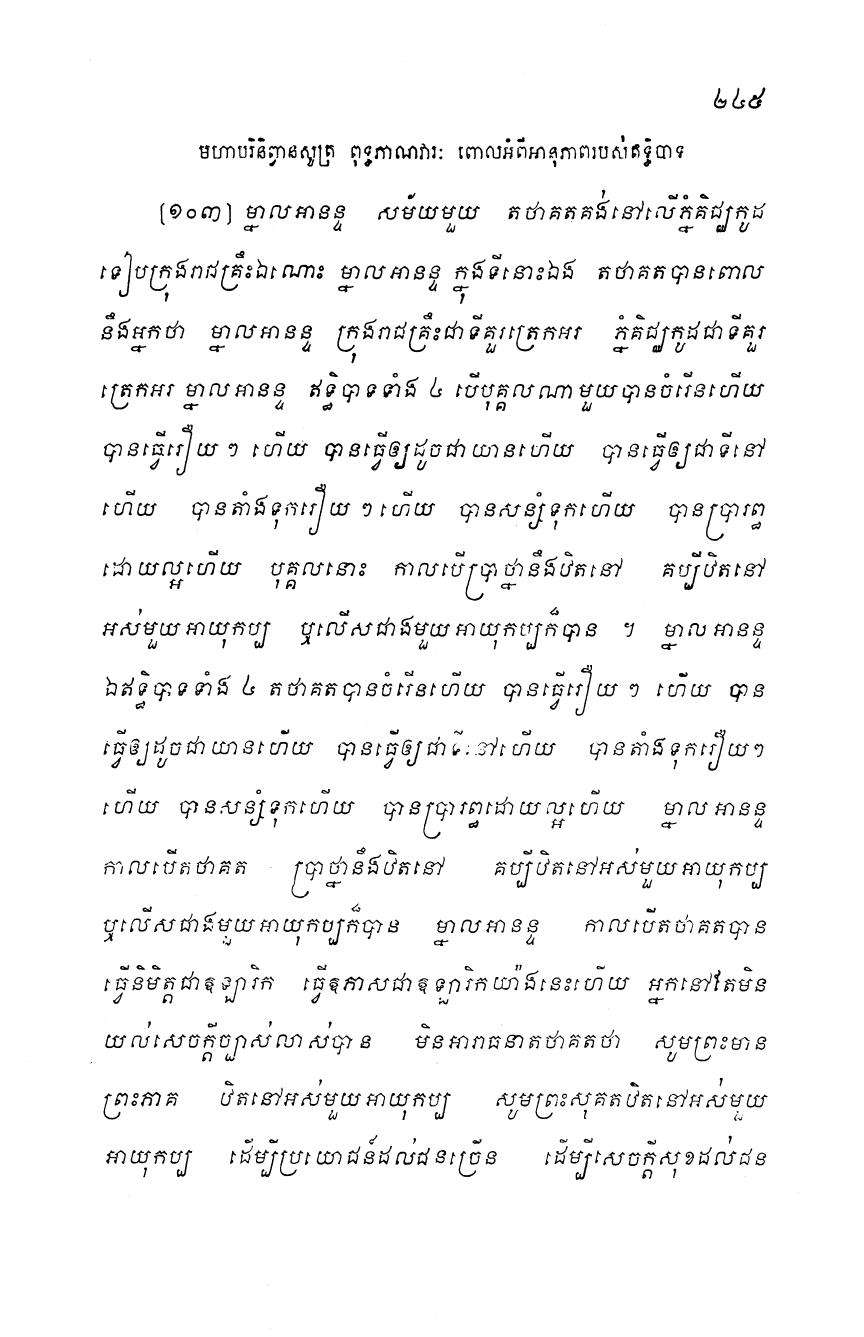 ២៤៥
មហាបរិនិព្វានសូត្រ ពុទ្ធភាណវារៈ ពោលអំពីអានុភាពរបស់ឥទ្ធិបាទ
[១០៣] ម្នាលអានន្ទ សម័យមួយ តថាគតគង់នៅលើភ្នំគិជ្ឈកូដ
ទៀបក្រុងរាជគ្រឹះឯណោះ ម្នាលអានន្ទ ក្នុងទីនោះឯង តថាគតបានពោល
នឹងអ្នកថា ម្នាលអានន្ទ ក្រុងរាជគ្រឹះជាទីគួរត្រេកអរ ភ្នំគិជ្ឈកូដជាទីគួរ
ត្រេកអរ ម្នាលអានន្ទ ឥទ្ធិបាទទាំង ៤ បើបុគ្គលណាមួយបានចំរើនហើយ
បានធ្វើរឿយ ៗ ហើយ បានធ្វើឲ្យដូចជាយានហើយ បានធ្វើឲ្យជាទីនៅ
ហើយ បានតាំងទុករឿយ ៗ ហើយ បានសន្សំទុកហើយ បានប្រារព្ធ
ដោយល្អហើយ បុគ្គលនោះ កាលបើប្រាថ្នានឹងឋិតនៅ គប្បីឋិតនៅ
អស់មួយអាយុកប្ប ឬលើសជាងមួយអាយុកប្បក៏បាន ។ ម្នាលអានន្ទ
ឯឥទ្ធិបាទទាំង ៤ តថាគតបានចំរើនហើយ បានធ្វើរឿយ ៗ ហើយ បាន
ធ្វើឲ្យដូចជាយានហើយ បានធ្វើឲ្យជាទីនៅហើយ បានតាំងទុករឿយ ៗ
ហើយ បានសន្សំទុកហើយ បានប្រារព្ធដោយល្អហើយ ម្នាលអានន្ទ
កាលបើតថាគត ប្រាថ្នានឹងឋិតនៅ គប្បីឋិតនៅអស់មួយអាយុកប្ប
ឬលើសជាងមួយអាយុកប្បក៏បាន ម្នាលអានន្ទ កាលបើតថាគតបាន
ធ្វើនិមិត្តជាឱឡារិក ធ្វើឱកាសជាឱឡារិកយ៉ាងនេះហើយ អ្នកនៅតែមិន
យល់សេចក្តីច្បាស់លាស់បាន មិនអារាធនាតថាគតថា សូមព្រះមាន
ព្រះភាគ ឋិតនៅអស់មួយអាយុកប្ប សូមព្រះសុគតឋិតនៅអស់មួយ
អាយុកប្ប ដើម្បីប្រយោជន៍ដល់ជនច្រើន ដើម្បីសេចក្តីសុខដល់ជន